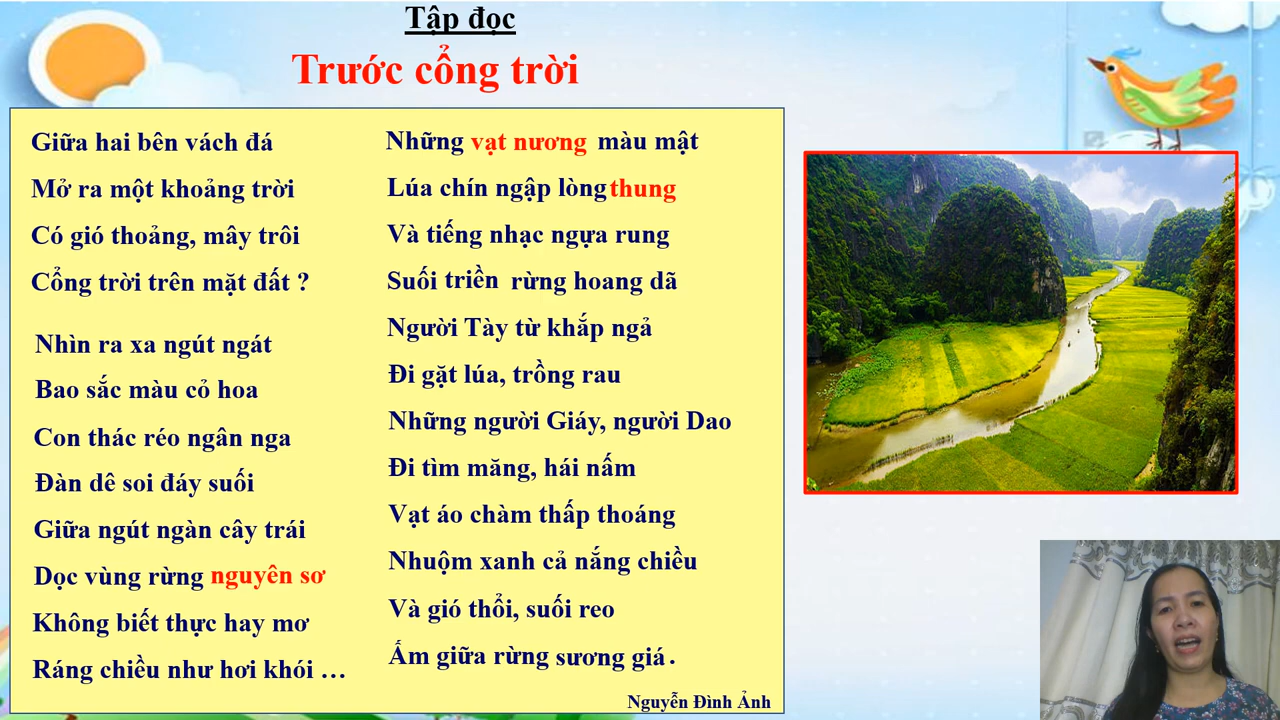 Tập đọc
Trước cổng trời
Giữa hai bên vách đá
Mở ra một khoảng trời
Có gió thoảng, mây trôi
Cổng trời trên mặt đất ?
Nhìn ra xa ngút ngát
Bao sắc màu cỏ hoa
Con thác réo ngân nga
Đàn dê soi đáy suối
Giữa ngút ngàn cây trái
Dọc vùng rừng nguyên sơ
Không biết thực hay mơ
Ráng chiều như hơi khói ...
Những vạt nương màu mật
Lúa chín ngập lòng thung
Và tiếng nhạc ngựa rung
Suối triền rừng hoang dã
Người Tày từ khắp ngả
Đi gặt lúa, trồng rau
Những người Giáy, người Dao
Đi tìm măng, hái nấm
Vạt áo chàm thấp thoáng
Nhuộm xanh cả nắng chiều
Và gió thổi, suối reo
Ấm giữa rừng sương giá .
Nguyễn Đình Ảnh